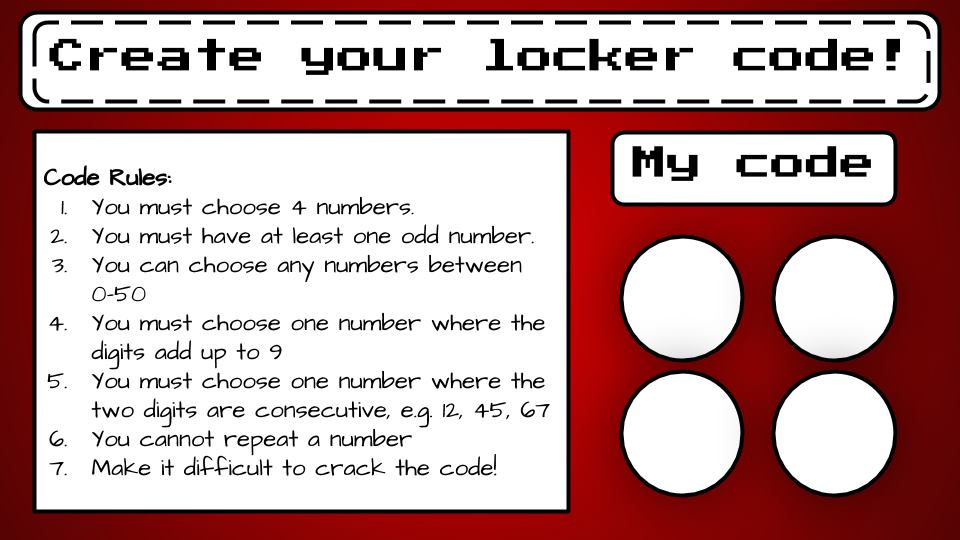 Create your locker code!
Code Rules:
1. You must choose 4 numbers.
2. You must have at least one odd number.
3. You can choose any numbers between
0-50
4. You must choose one number where the
digits add up to 9
5. You must choose one number where the
two digits are consecutive, e.g. 12, 45, 67
6. You cannot repeat a number
7. Make it difficult to crack the code!
My code